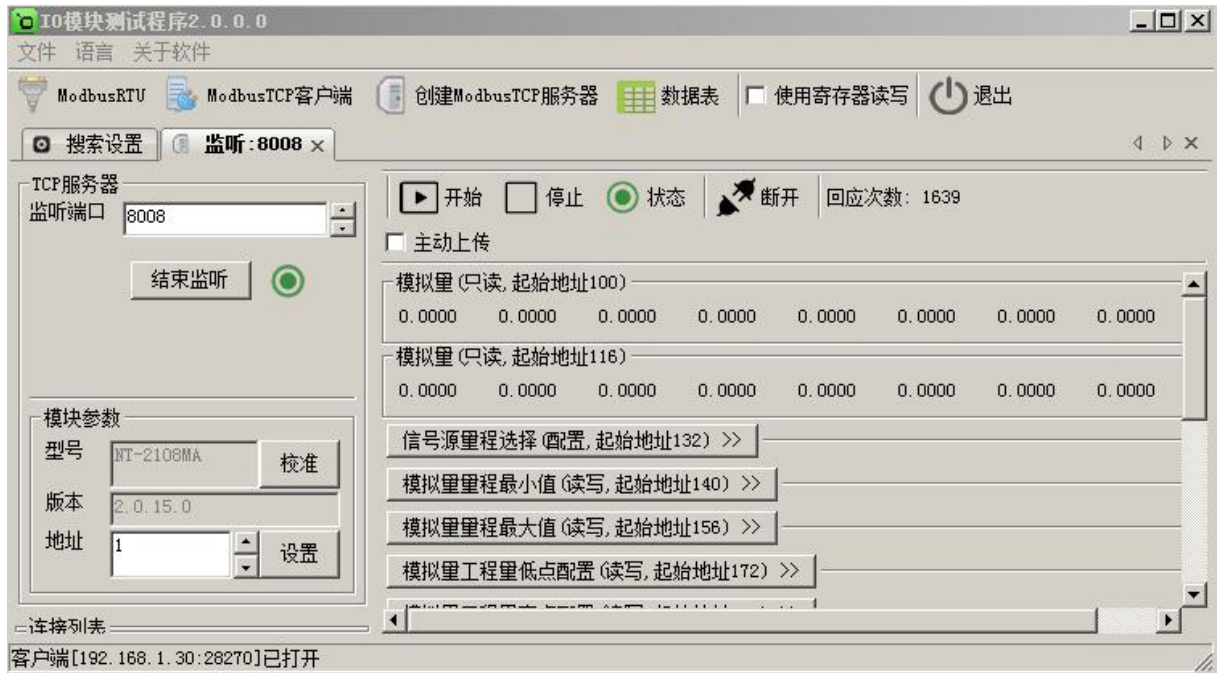 IO模块测试程序2.0.0.0
文件 语言 关于软件
ModbusRTU ModbusTCP客户端 创建ModbusTCP服务器 数据表 使用寄存器读写 退出
搜索设置 监听:8008
TCP服务器
监听端口 8008
结束监听
模块参数
型号 NT-2108MA 校准
版本 2.0.15.0
地址 1 设置
连接列表
开始 停止 状态 断开 回应次数: 1639
主动上传
模拟量(只读,起始地址100)
0.0000 0.0000 0.0000 0.0000 0.0000 0.0000 0.0000 0.0000
模拟量(只读,起始地址116)
0.0000 0.0000 0.0000 0.0000 0.0000 0.0000 0.0000 0.0000
信号源量程选择(配置,起始地址132) >>
模拟量量程最小值(读写,起始地址140) >>
模拟量量程最大值(读写,起始地址156) >>
模拟量工程量低点配置(读写,起始地址172) >>
客户端[192.168.1.30:28270]已打开